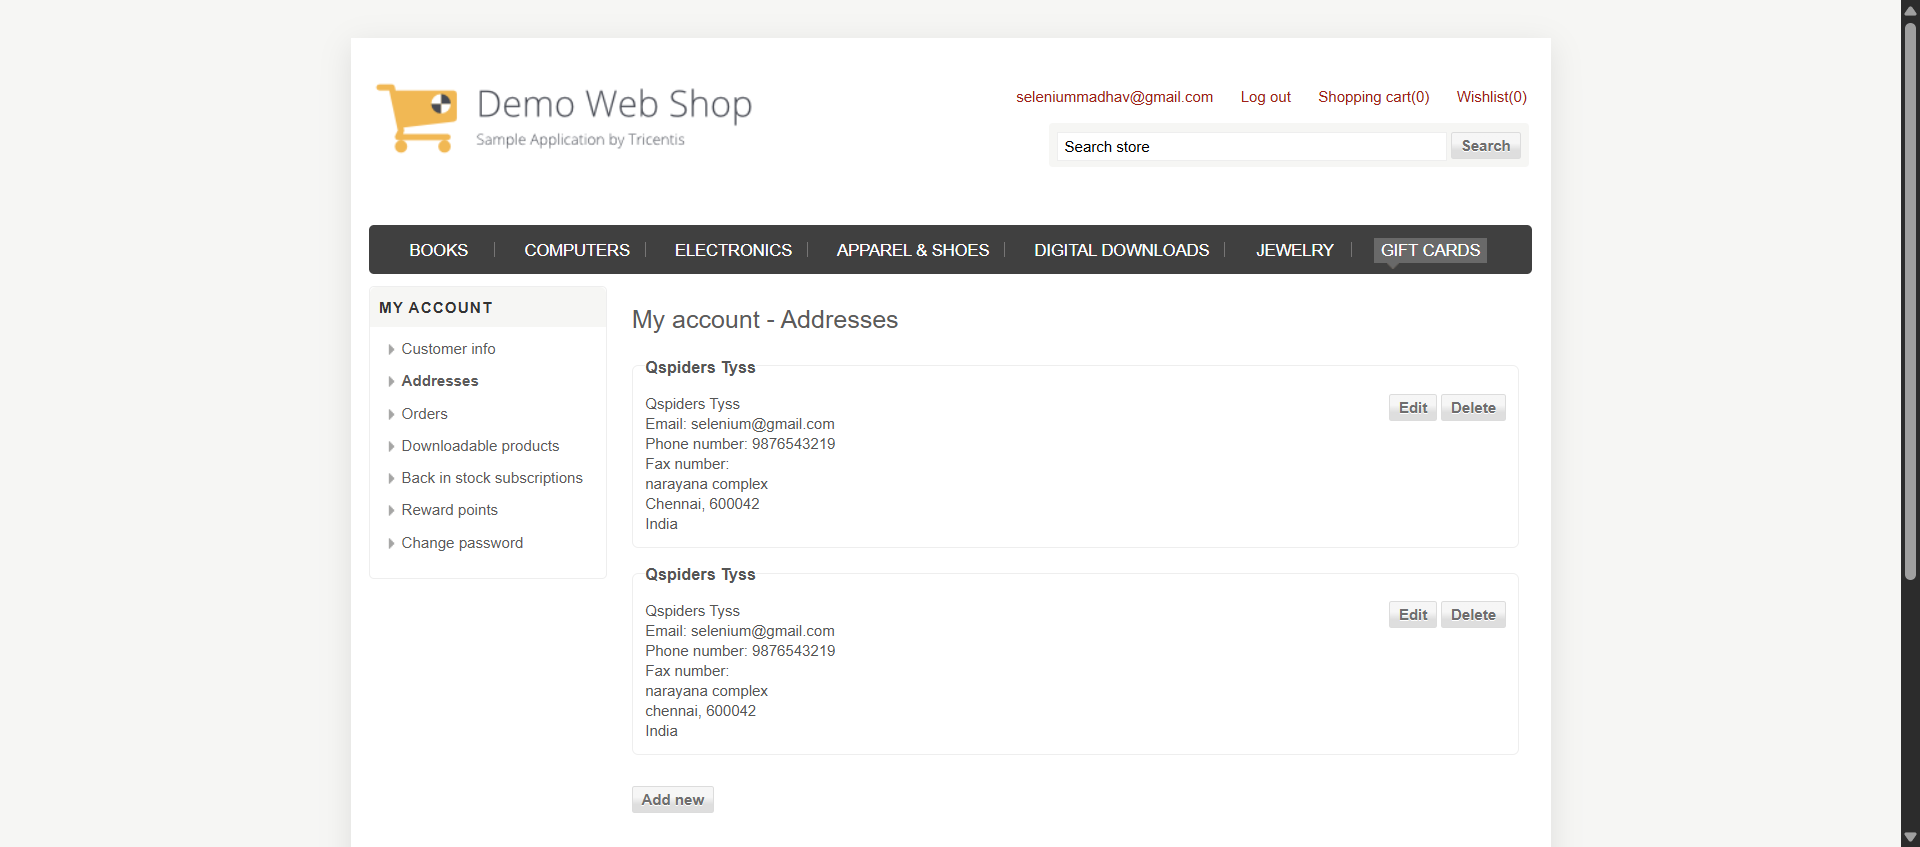 Demo Web Shop
Sample Application by Tricentis
seleniummadhav@gmail.com Log out Shopping cart(0) Wishlist(0)
Search store Search
BOOKS COMPUTERS ELECTRONICS APPAREL & SHOES DIGITAL DOWNLOADS JEWELRY GIFT CARDS
MY ACCOUNT
Customer info
Addresses
Orders
Downloadable products
Back in stock subscriptions
Reward points
Change password
My account - Addresses
Qspiders Tyss
Qspiders Tyss
Email: selenium@gmail.com
Phone number: 9876543219
Fax number:
narayana complex
Chennai, 600042
India
Edit Delete
Qspiders Tyss
Qspiders Tyss
Email: selenium@gmail.com
Phone number: 9876543219
Fax number:
narayana complex
chennai, 600042
India
Edit Delete
Add new